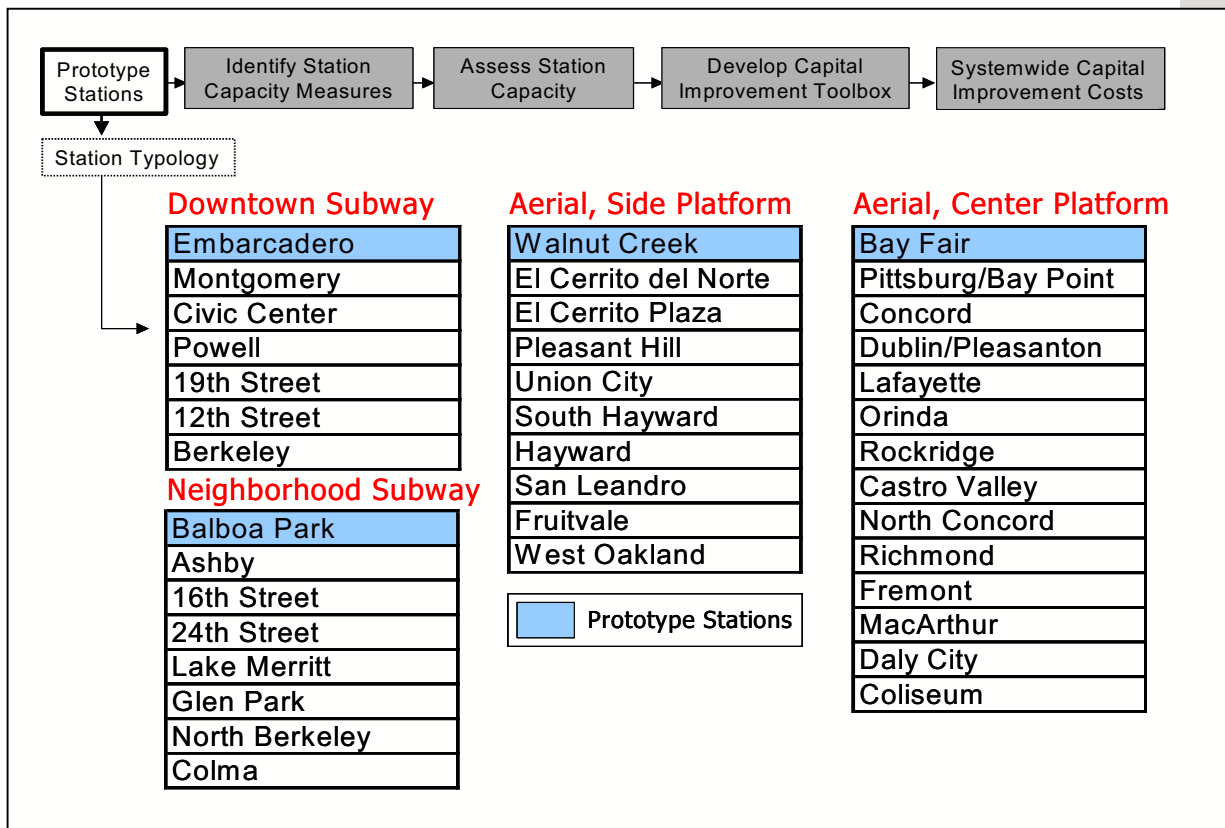 Prototype
Stations
Identify Station
Capacity Measures
Assess Station
Capacity
Develop Capital
Improvement Toolbox
Systemwide Capital
Improvement Costs
Station Typology
Downtown Subway
Embarcadero
Montgomery
Civic Center
Powell
19th Street
12th Street
Berkeley
Neighborhood Subway
Balboa Park
Ashby
16th Street
24th Street
Lake Merritt
Glen Park
North Berkeley
Colma
Aerial, Side Platform
Walnut Creek
El Cerrito del Norte
El Cerrito Plaza
Pleasant Hill
Union City
South Hayward
Hayward
San Leandro
Fruitvale
West Oakland
Prototype Stations
Aerial, Center Platform
Bay Fair
Pittsburg/Bay Point
Concord
Dublin/Pleasanton
Lafayette
Orinda
Rockridge
Castro Valley
North Concord
Richmond
Fremont
MacArthur
Daly City
Coliseum